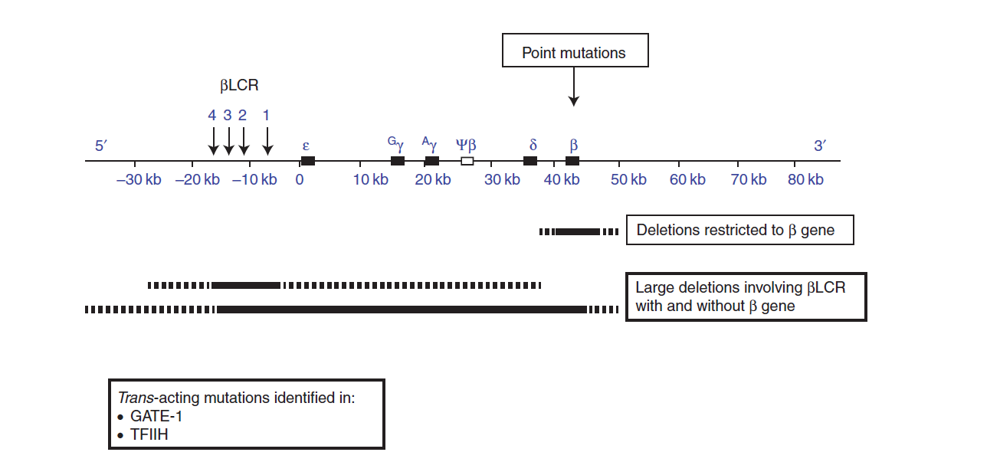 Point mutations
βLCR
4 3 2 1
5′ ε Gγ Aγ Ψβ δ β 3′
–30 kb –20 kb –10 kb 0 10 kb 20 kb 30 kb 40 kb 50 kb 60 kb 70 kb 80 kb
Deletions restricted to β gene
Large deletions involving βLCR
with and without β gene
Trans-acting mutations identified in:
• GATE-1
• TFIIH